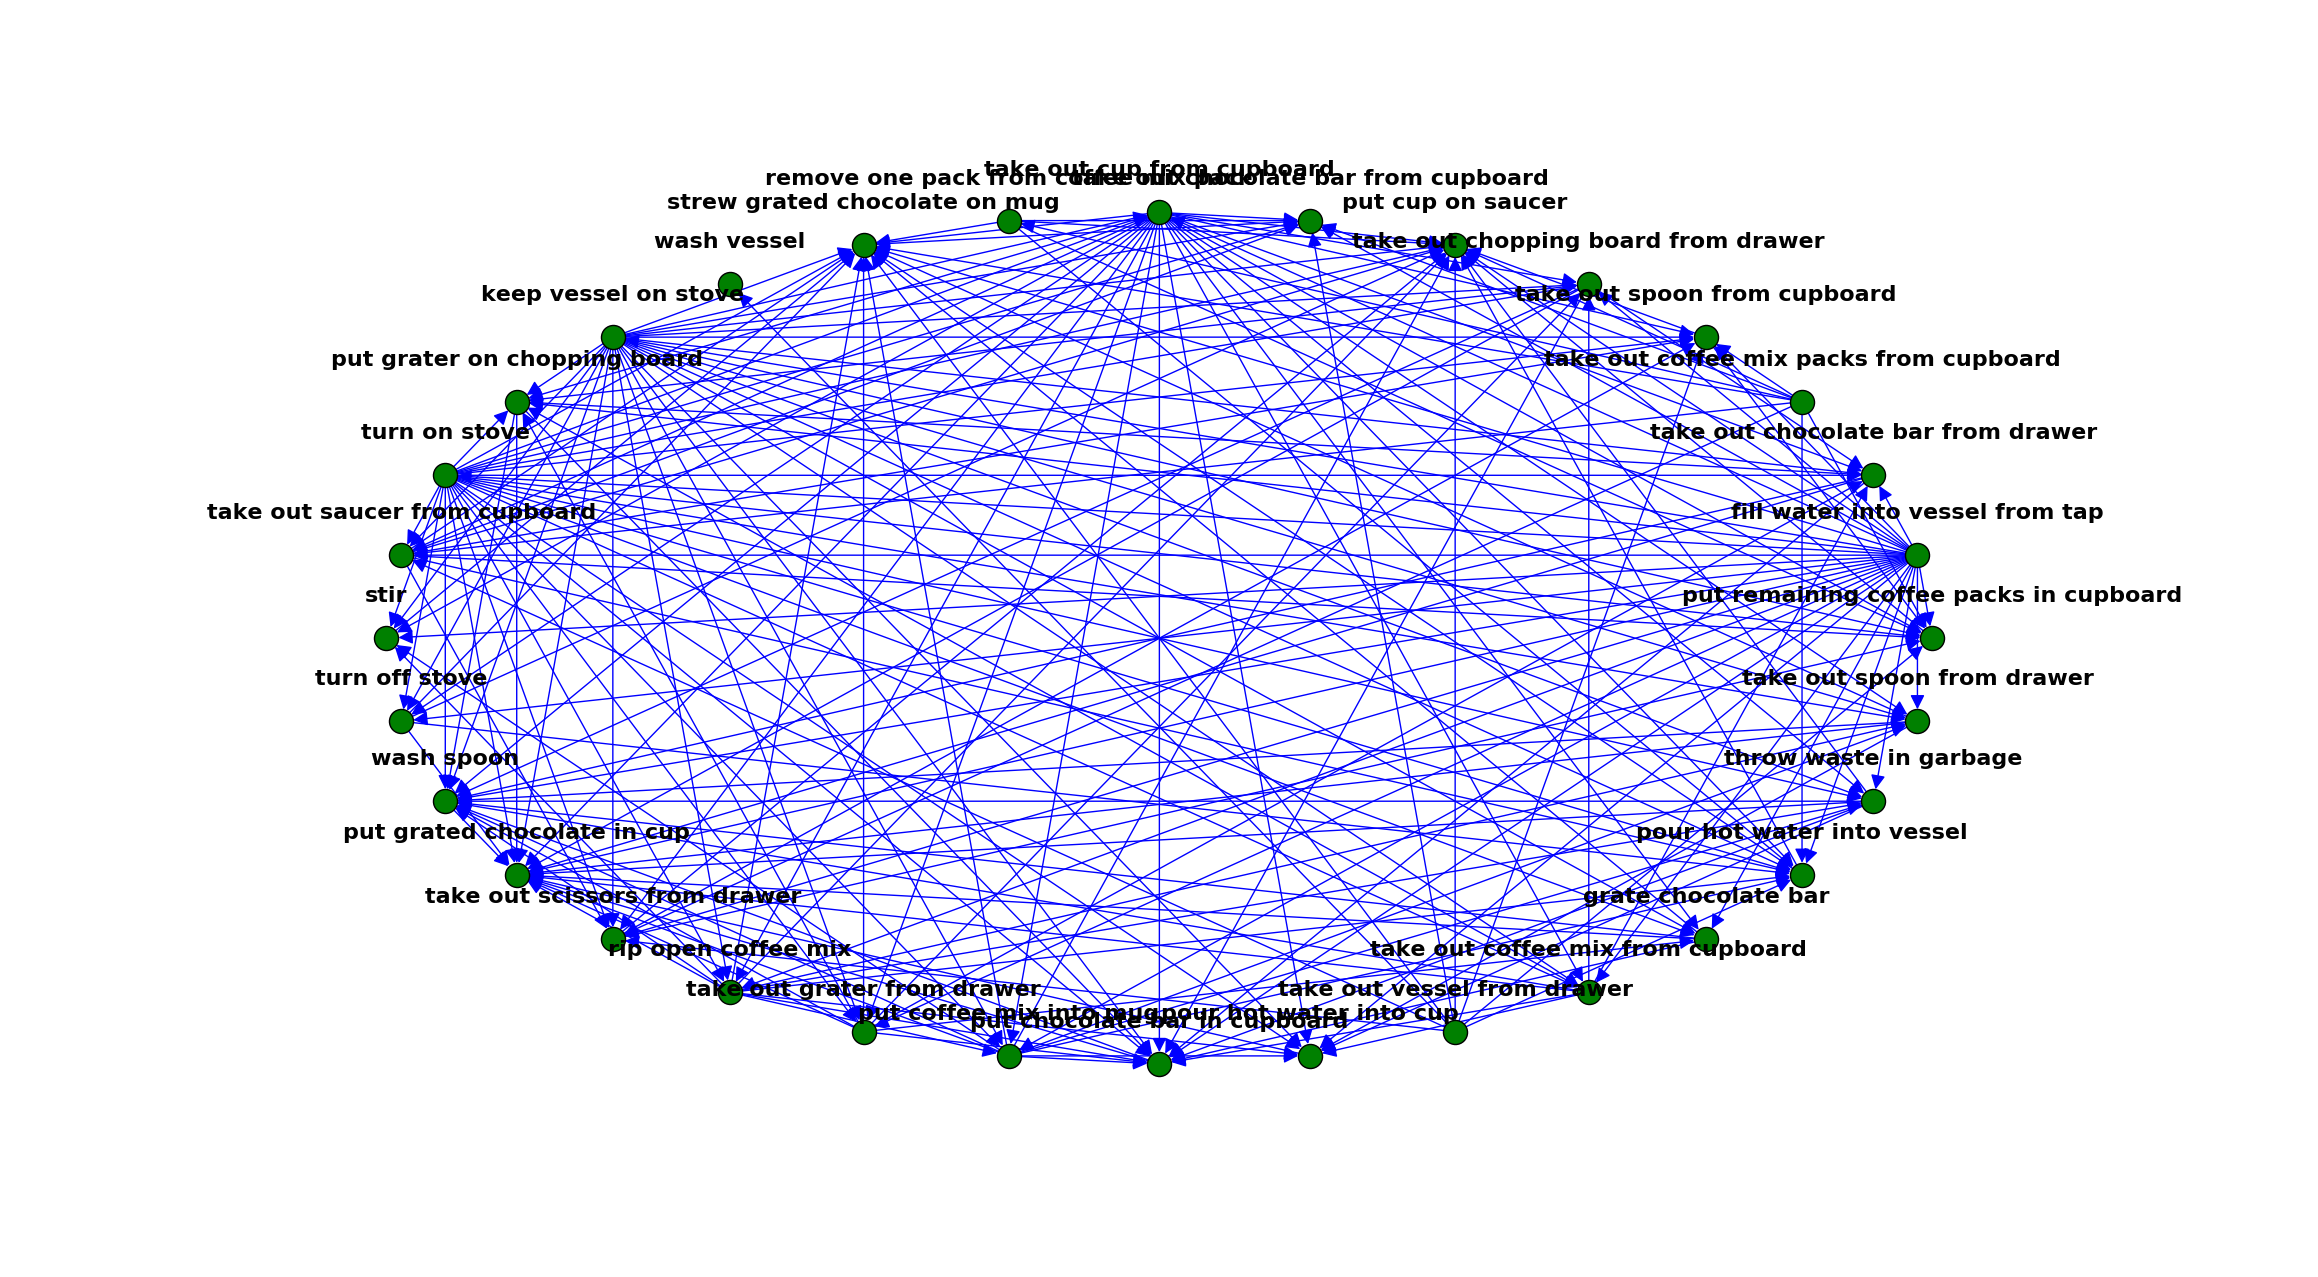 take out cup from cupboard
remove one pack from coffee mix pack
take out chocolate bar from cupboard
strew grated chocolate on mug
put cup on saucer
wash vessel
take out chopping board from drawer
keep vessel on stove
take out spoon from cupboard
put grater on chopping board
take out coffee mix packs from cupboard
turn on stove
take out chocolate bar from drawer
take out saucer from cupboard
fill water into vessel from tap
stir
put remaining coffee packs in cupboard
turn off stove
take out spoon from drawer
wash spoon
throw waste in garbage
put grated chocolate in cup
pour hot water into vessel
take out scissors from drawer
grate chocolate bar
rip open coffee mix
take out coffee mix from cupboard
take out grater from drawer
take out vessel from drawer
put coffee mix into mug
pour hot water into cup
put chocolate bar in cupboard